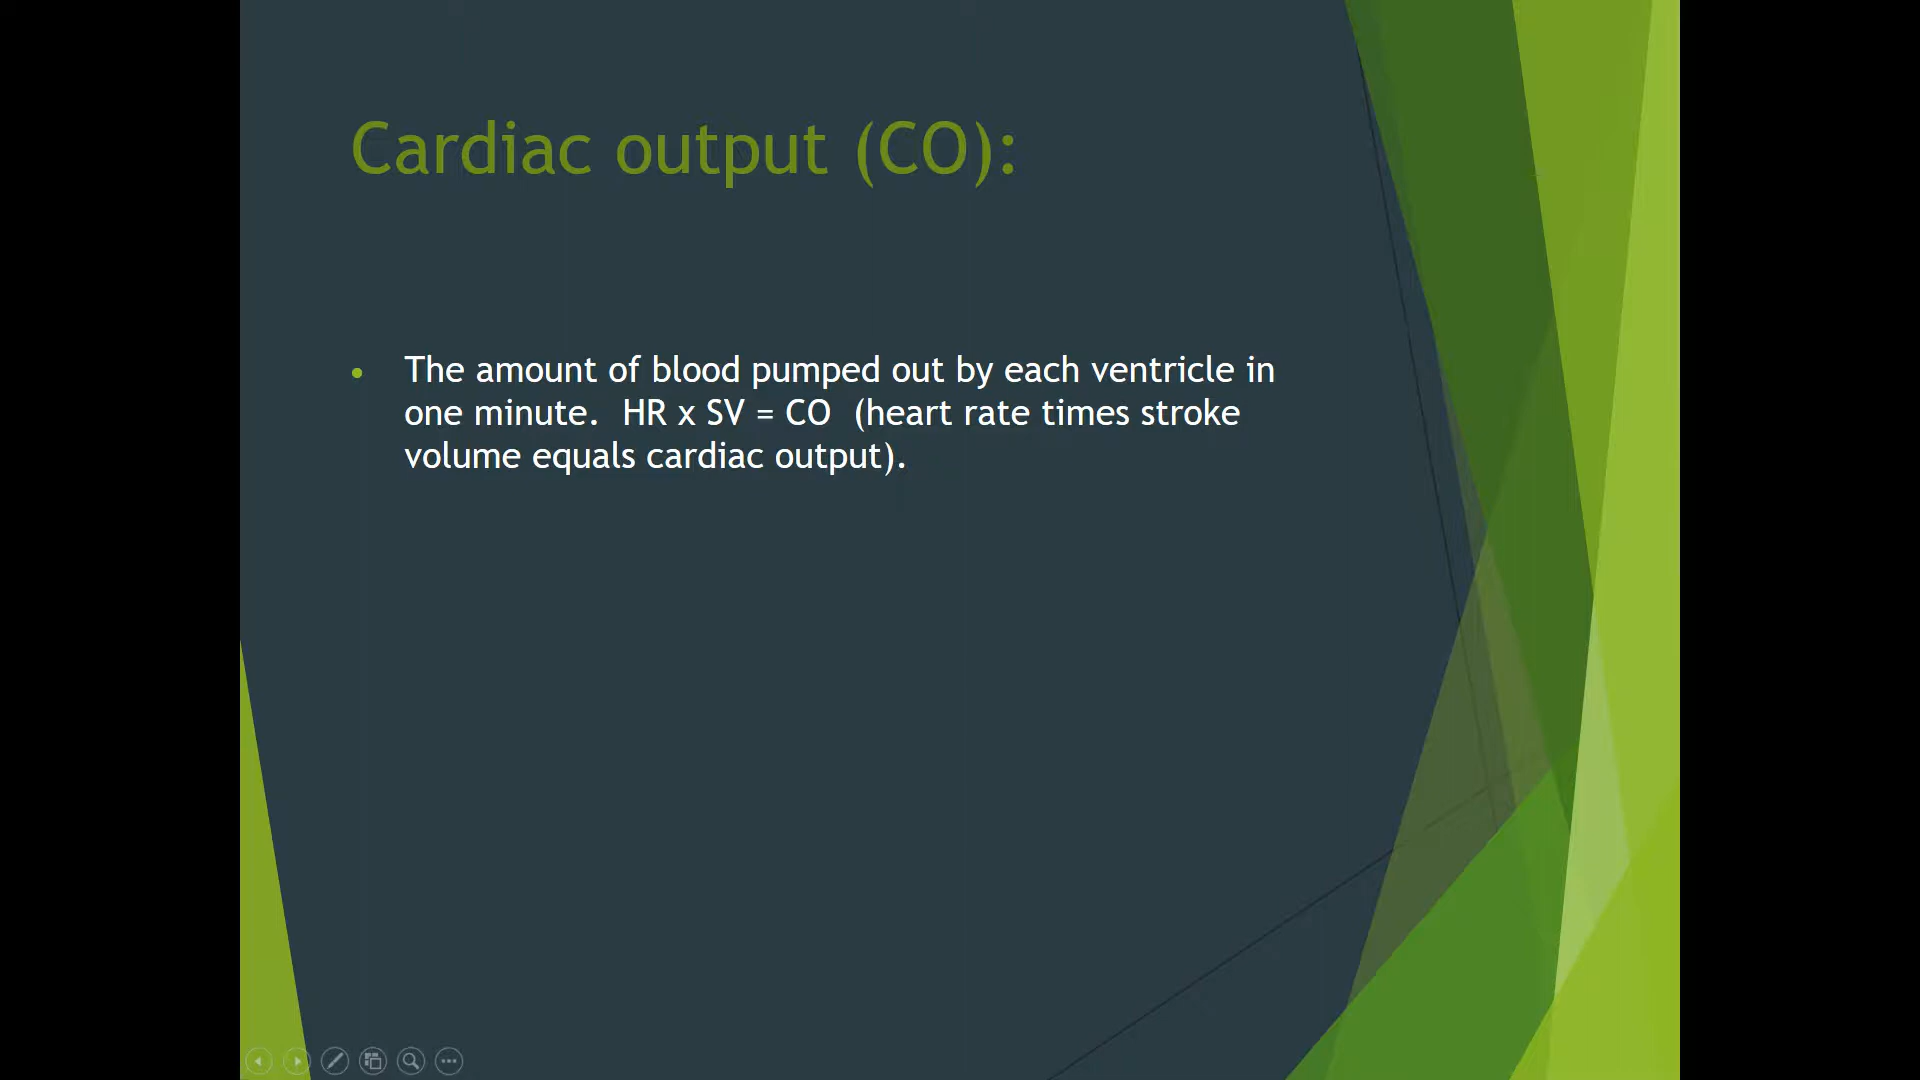 Cardiac output (CO):
• The amount of blood pumped out by each ventricle in
one minute.  HR x SV = CO  (heart rate times stroke
volume equals cardiac output).